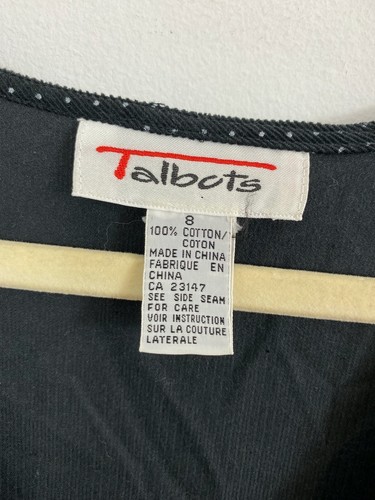 Talbots
8
100% COTTON/
COTON
MADE IN CHINA
FABRIQUE EN
CHINA
CA 23147
SEE SIDE SEAM
FOR CARE
VOIR INSTRUCTION
SUR LA COUTURE
LATERALE